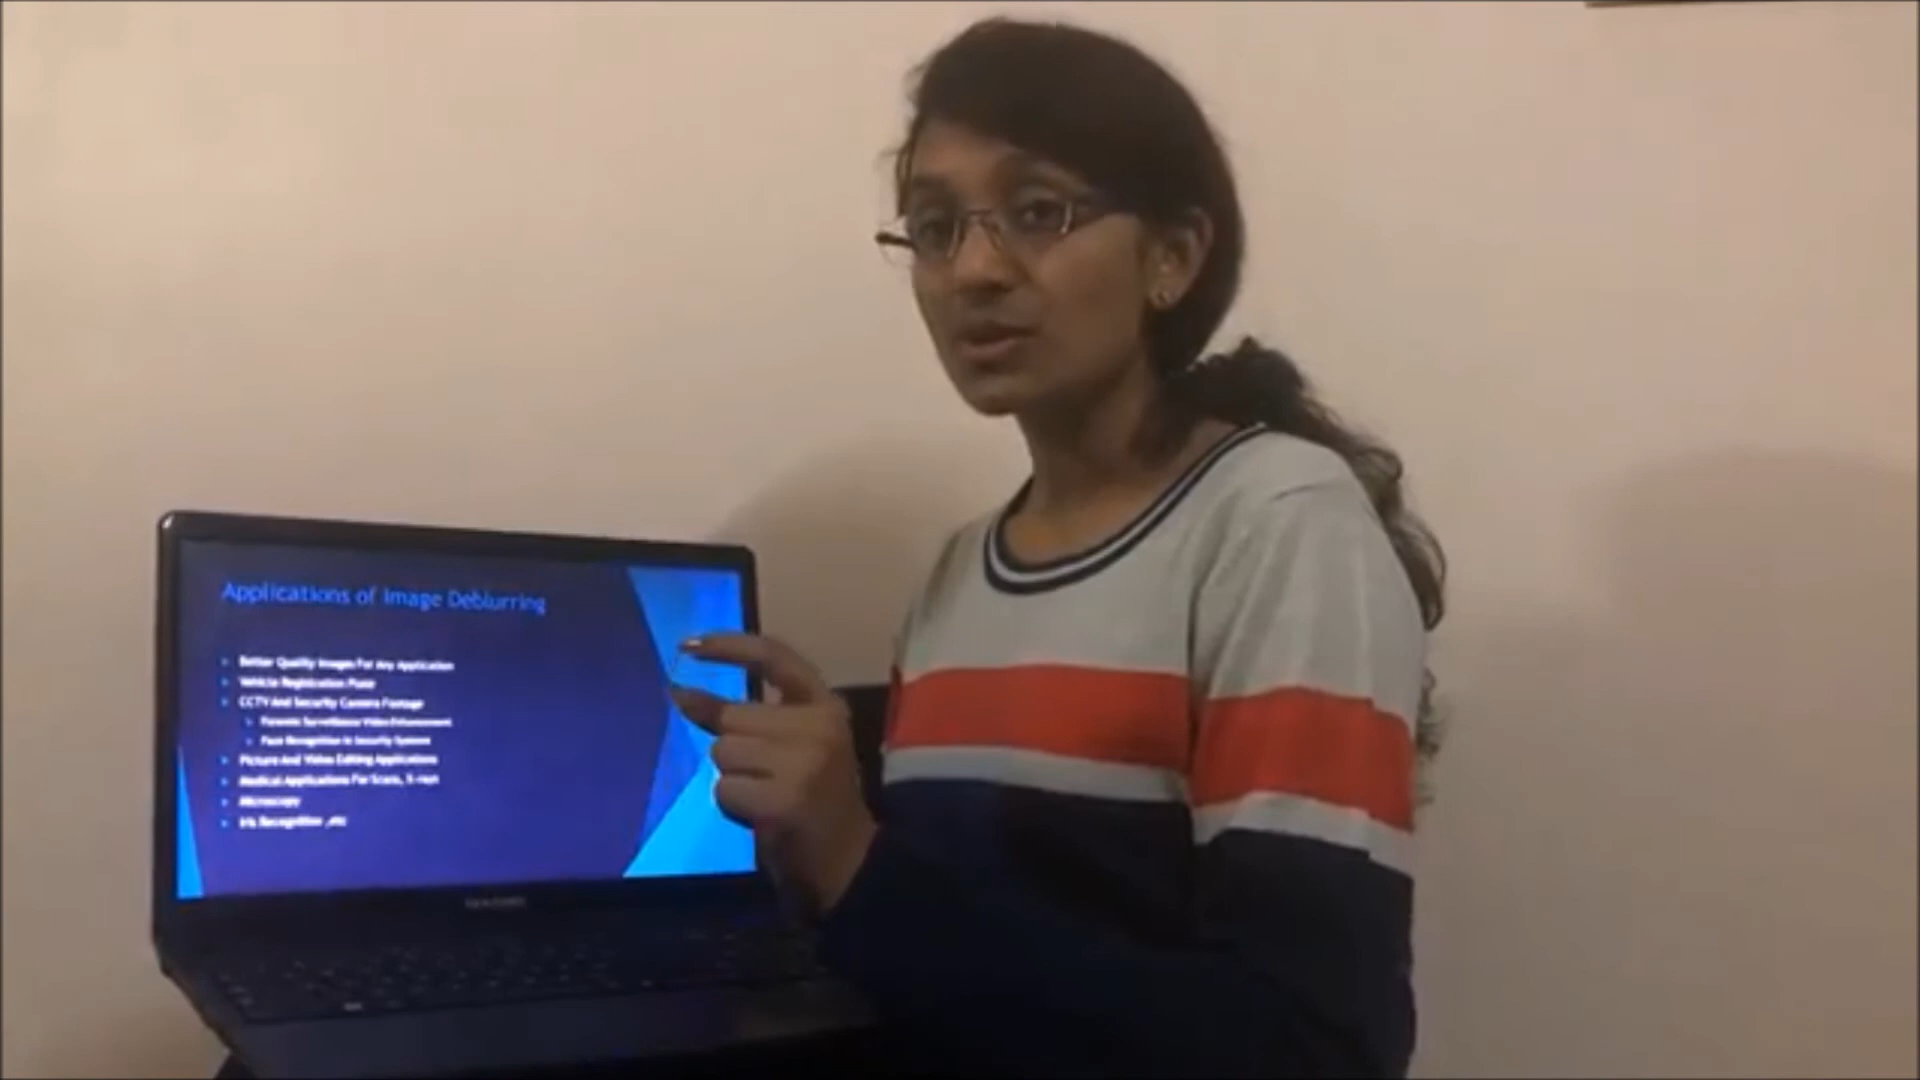 Applications of Image Deblurring
Better Quality Images For Any Application
Vehicle Registration
CCTV And Security Camera Footage
Forensic Surveillance Video Enhancement
Face Recognition In Security Systems
Picture And Video Editing Applications
Medical Applications For Scans, X-rays
Microscopy
Iris Recognition ,etc